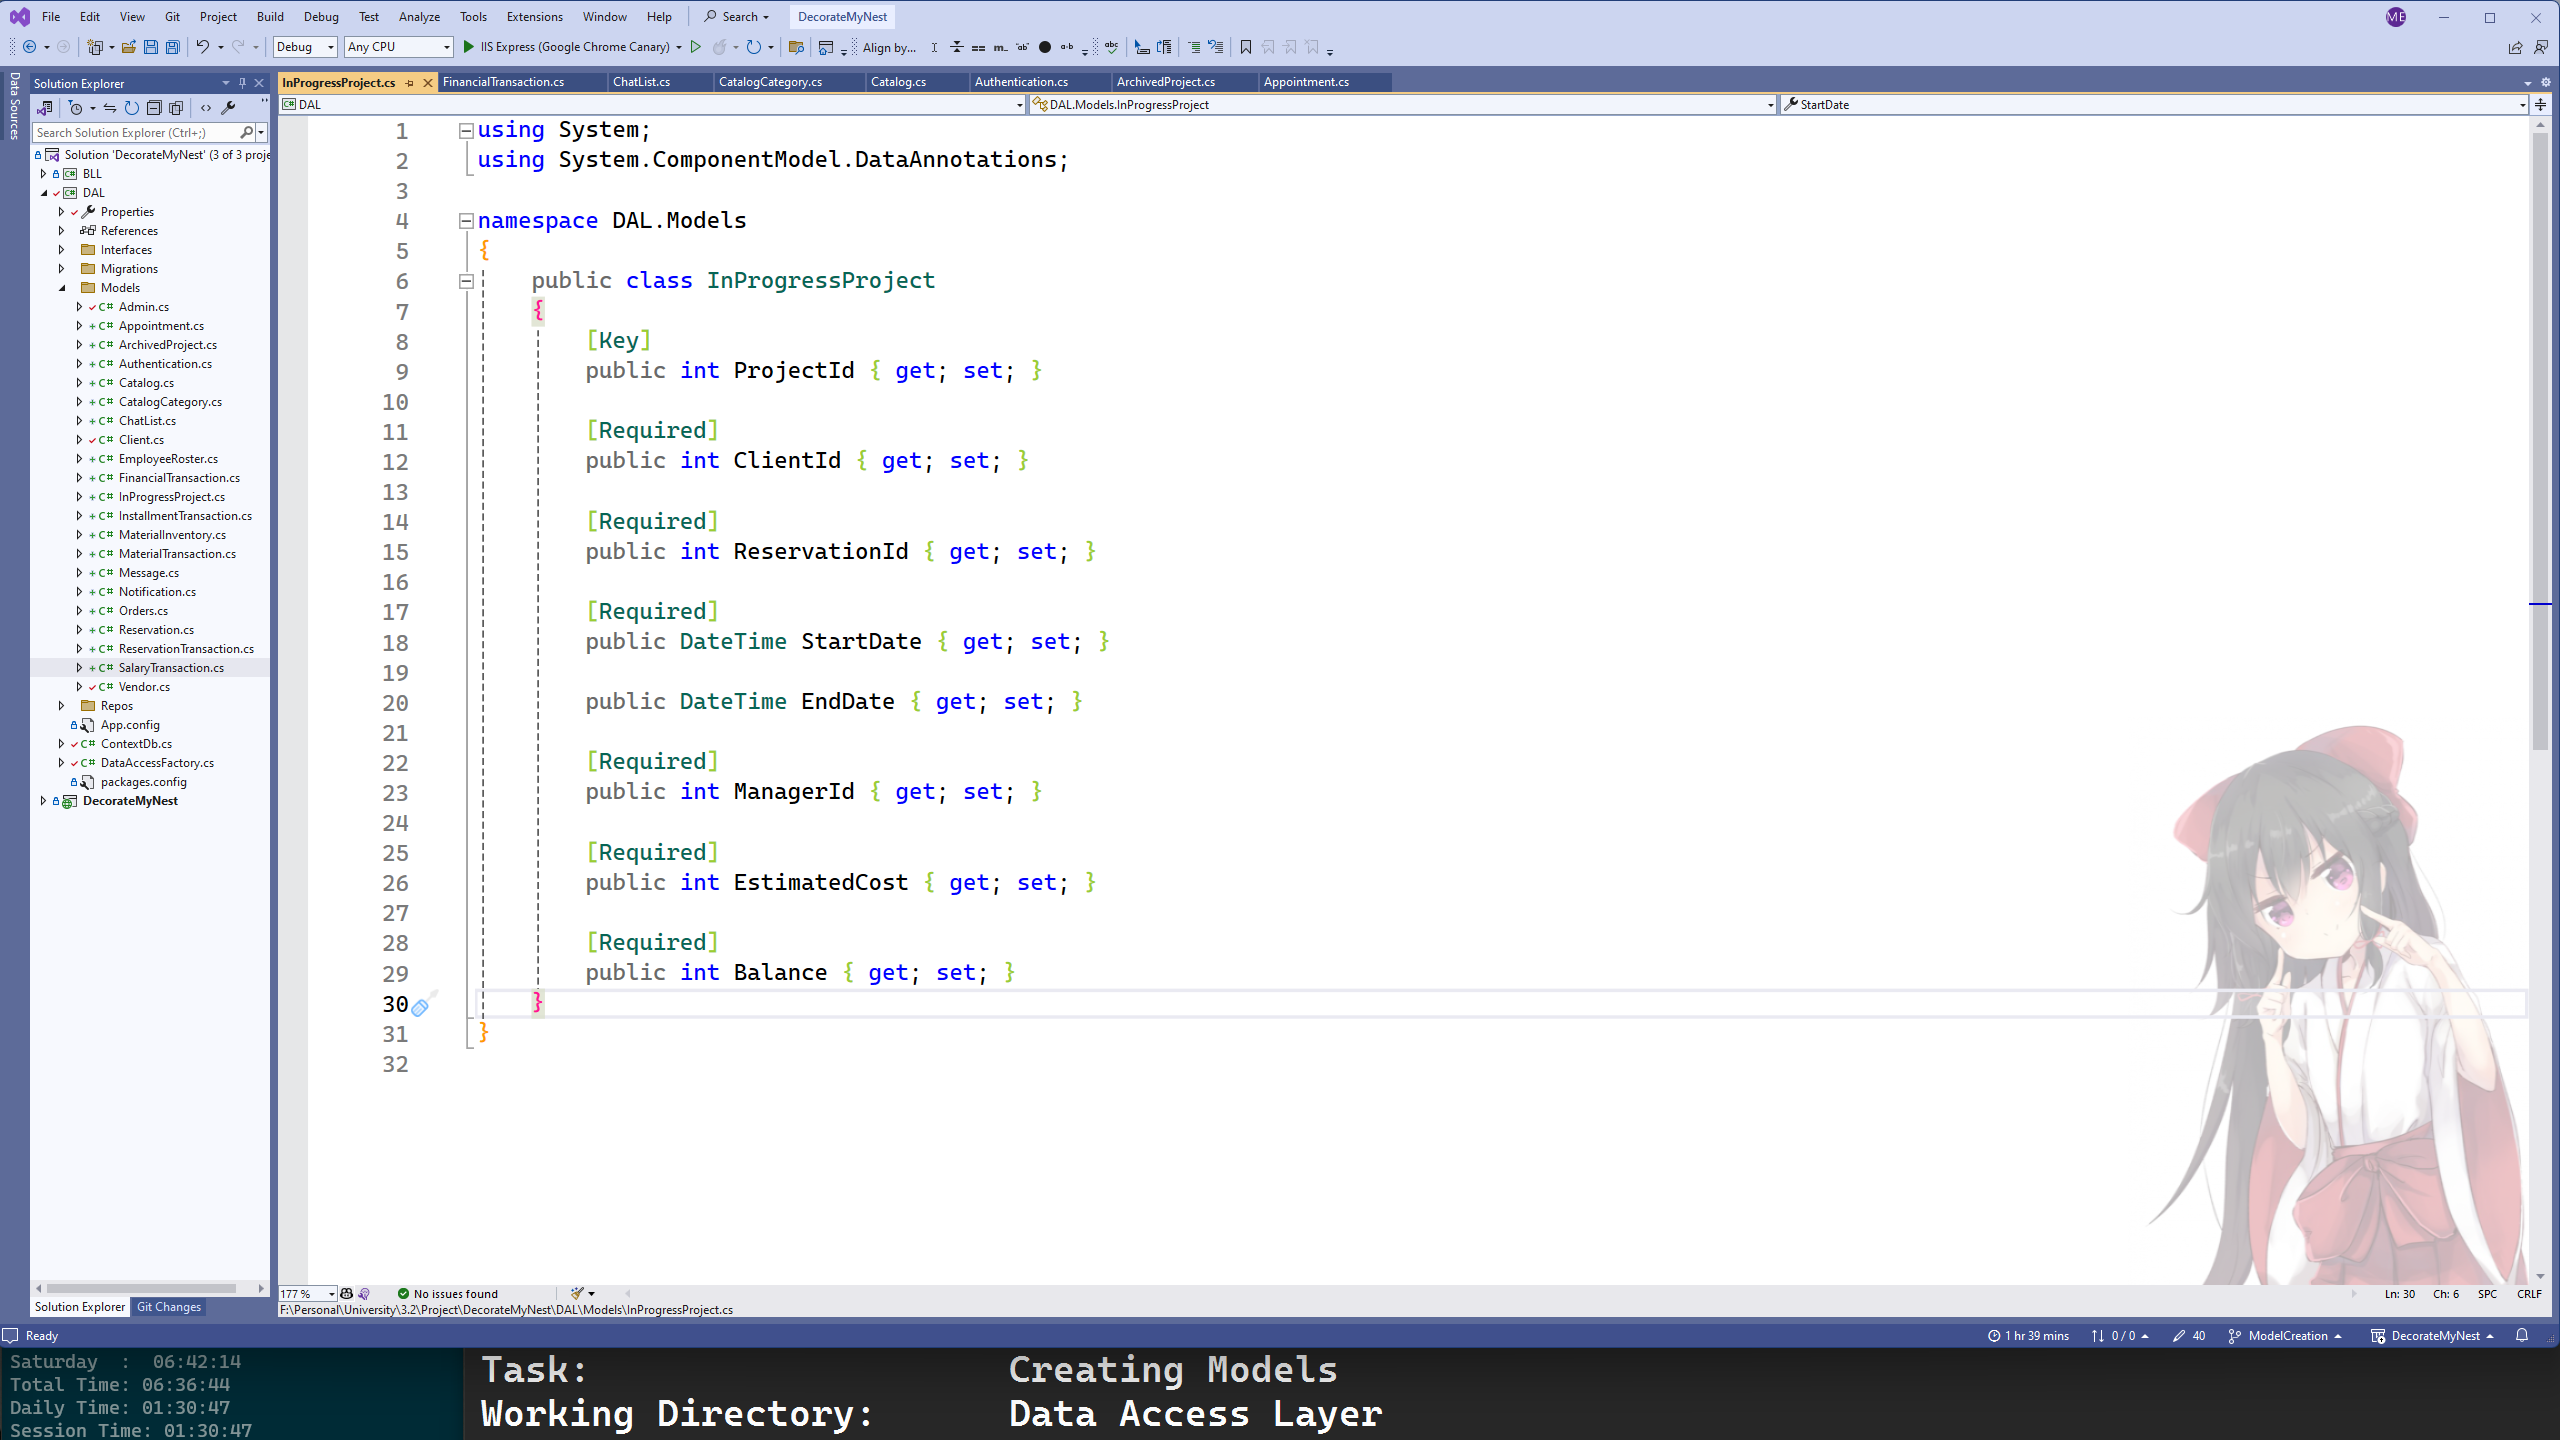 File Edit View Git Project Build Debug Test Analyze Tools Extensions Window Help Search DecorateMyNest ME
Debug Any CPU IIS Express (Google Chrome Canary) Align by...
Data Sources
Solution Explorer
InProgressProject.cs FinancialTransaction.cs ChatList.cs CatalogCategory.cs Catalog.cs Authentication.cs ArchivedProject.cs Appointment.cs
DAL DAL.Models.InProgressProject StartDate
Search Solution Explorer (Ctrl+;)
Solution 'DecorateMyNest' (3 of 3 proje
BLL
DAL
Properties
References
Interfaces
Migrations
Models
C# Admin.cs
C# Appointment.cs
C# ArchivedProject.cs
C# Authentication.cs
C# Catalog.cs
C# CatalogCategory.cs
C# ChatList.cs
C# Client.cs
C# EmployeeRoster.cs
C# FinancialTransaction.cs
C# InProgressProject.cs
C# InstallmentTransaction.cs
C# MaterialInventory.cs
C# MaterialTransaction.cs
C# Message.cs
C# Notification.cs
C# Orders.cs
C# Reservation.cs
C# ReservationTransaction.cs
C# SalaryTransaction.cs
C# Vendor.cs
Repos
App.config
C# ContextDb.cs
C# DataAccessFactory.cs
packages.config
DecorateMyNest
Solution Explorer Git Changes
1 using System;
2 using System.ComponentModel.DataAnnotations;
3
4 namespace DAL.Models
5 {
6 public class InProgressProject
7 {
8 [Key]
9 public int ProjectId { get; set; }
10
11 [Required]
12 public int ClientId { get; set; }
13
14 [Required]
15 public int ReservationId { get; set; }
16
17 [Required]
18 public DateTime StartDate { get; set; }
19
20 public DateTime EndDate { get; set; }
21
22 [Required]
23 public int ManagerId { get; set; }
24
25 [Required]
26 public int EstimatedCost { get; set; }
27
28 [Required]
29 public int Balance { get; set; }
30 }
31 }
32
177 % No issues found Ln: 30 Ch: 6 SPC CRLF
F:\Personal\University\3.2\Project\DecorateMyNest\DAL\Models\InProgressProject.cs
Ready 1 hr 39 mins 0 / 0 40 ModelCreation DecorateMyNest
Saturday : 06:42:14
Total Time: 06:36:44
Daily Time: 01:30:47
Session Time: 01:30:47
Task: Creating Models
Working Directory: Data Access Layer